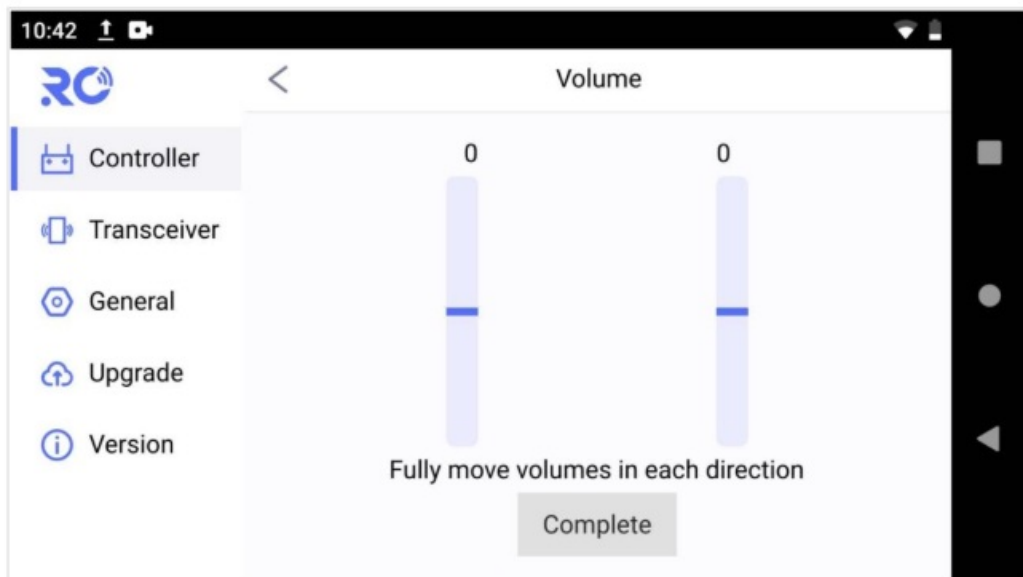 10:42
RC
Volume
Controller
Transceiver
General
Upgrade
Version
0 0
Fully move volumes in each direction
Complete